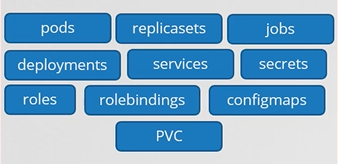 pods replicasets jobs
deployments services secrets
roles rolebindings configmaps
PVC